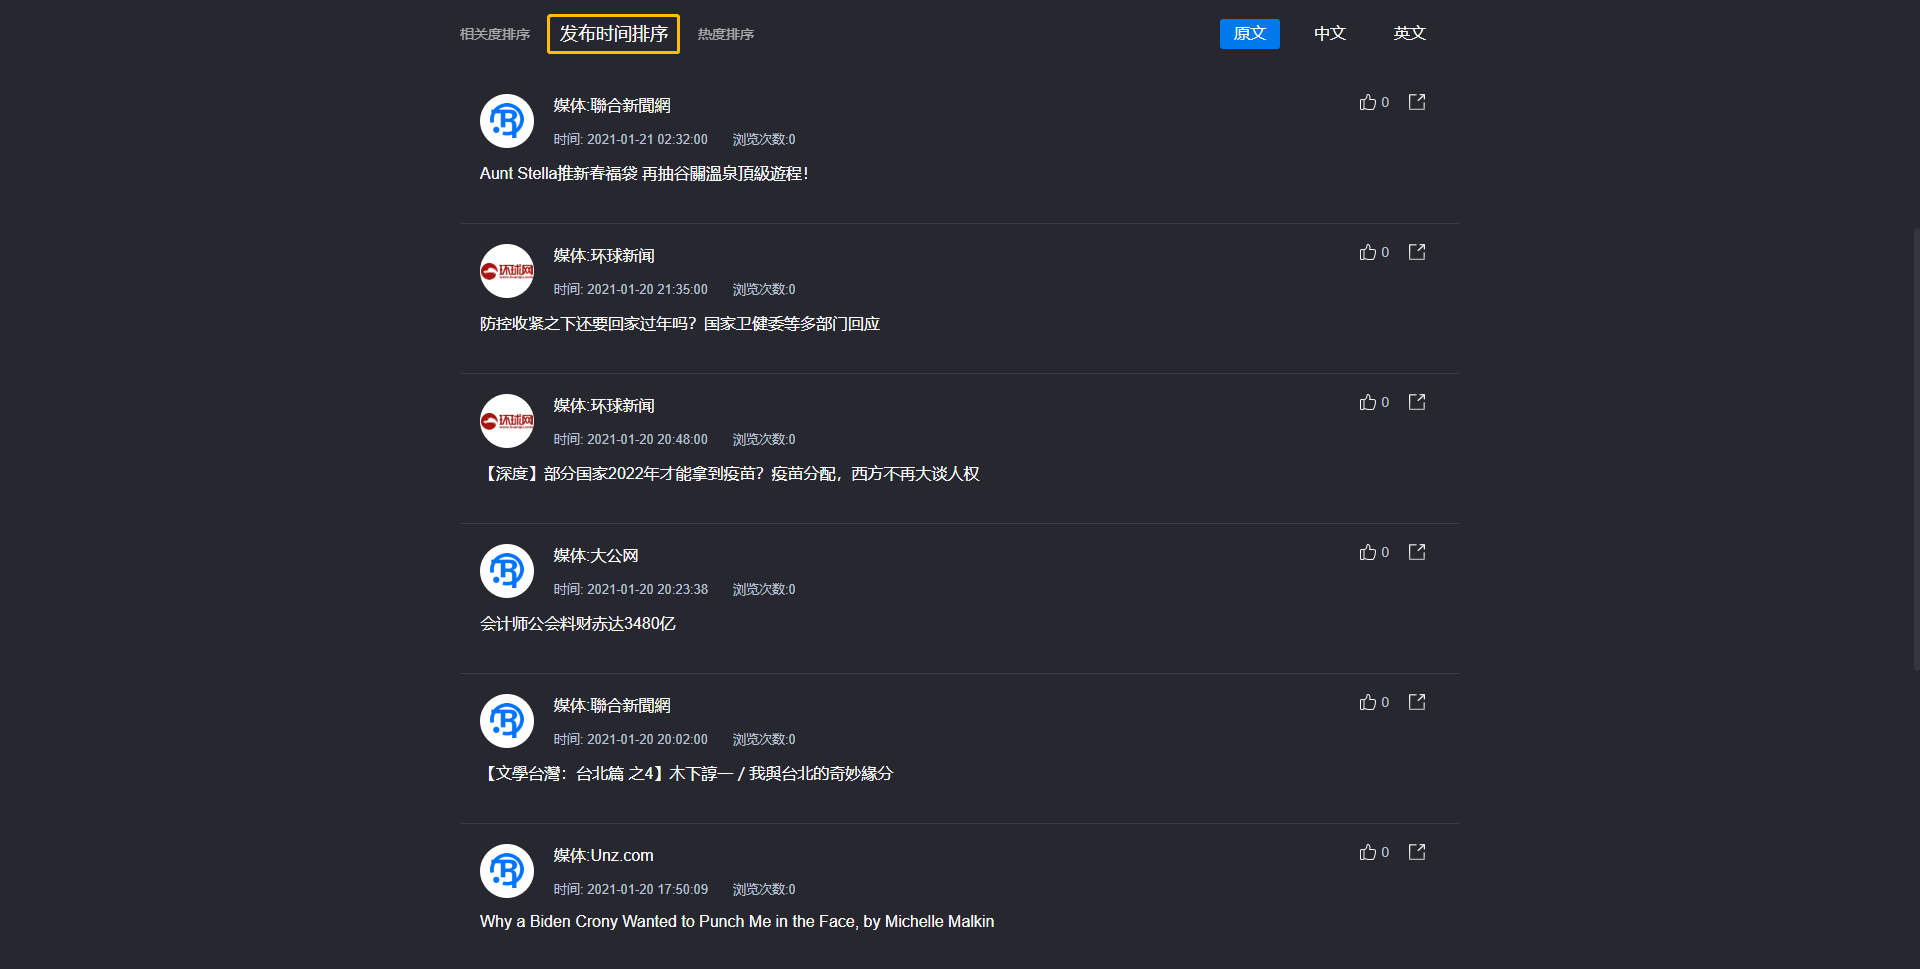 相关度排序 发布时间排序 热度排序 原文 中文 英文
媒体:聯合新聞網 0
时间: 2021-01-21 02:32:00 浏览次数:0
Aunt Stella推新春福袋 再抽谷關溫泉頂級遊程！
环球网
媒体:环球新闻 0
时间: 2021-01-20 21:35:00 浏览次数:0
防控收紧之下还要回家过年吗？国家卫健委等多部门回应
环球网
媒体:环球新闻 0
时间: 2021-01-20 20:48:00 浏览次数:0
【深度】部分国家2022年才能拿到疫苗？疫苗分配，西方不再大谈人权
媒体:大公网 0
时间: 2021-01-20 20:23:38 浏览次数:0
会计师公会料财赤达3480亿
媒体:聯合新聞網 0
时间: 2021-01-20 20:02:00 浏览次数:0
【文學台灣：台北篇 之4】木下諄一 / 我與台北的奇妙緣分
媒体:Unz.com 0
时间: 2021-01-20 17:50:09 浏览次数:0
Why a Biden Crony Wanted to Punch Me in the Face, by Michelle Malkin